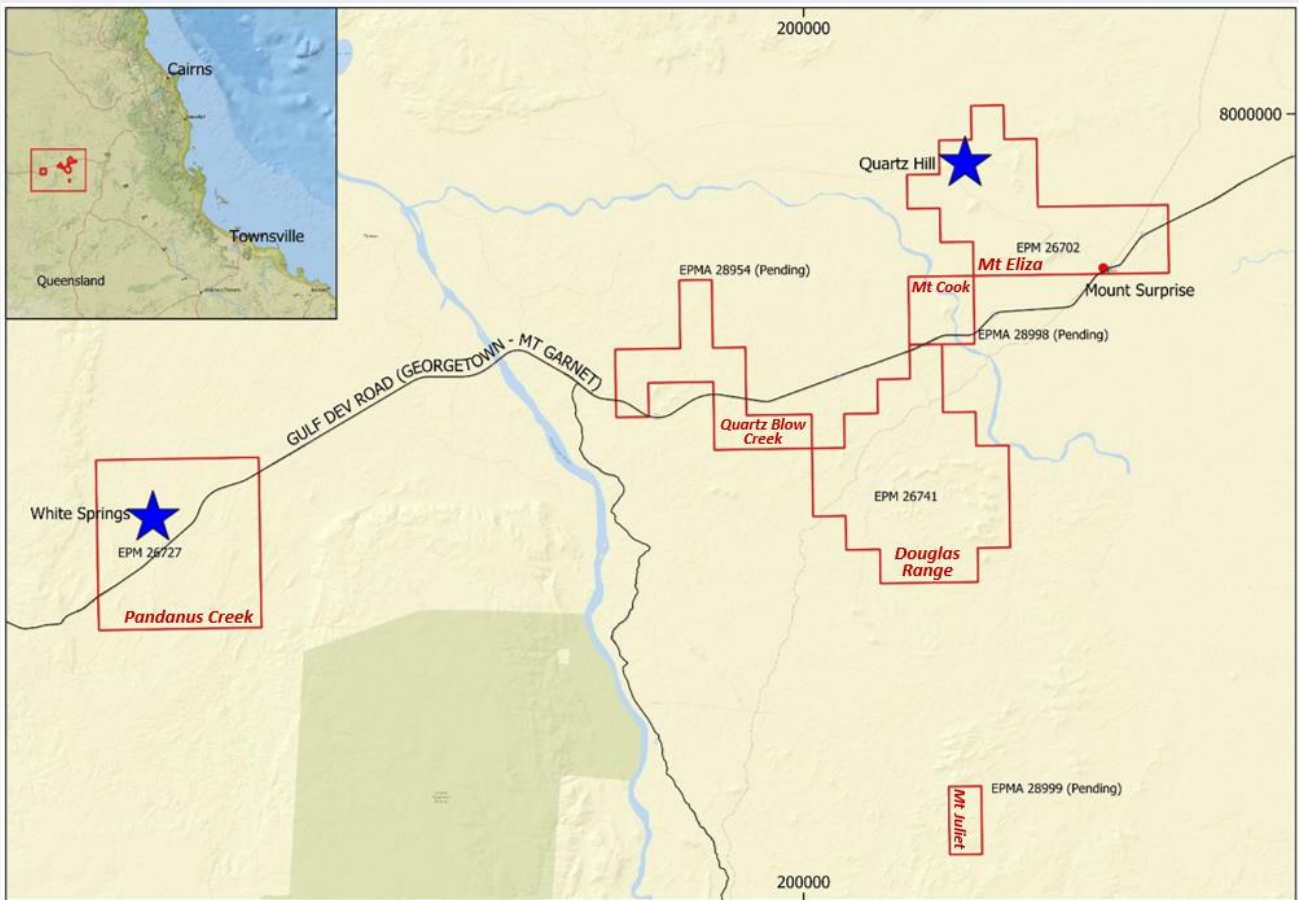 200000
Cairns
8000000
Quartz Hill
Townsville
EPM 26702
Mt Eliza
EPMA 28954 (Pending)
Queensland
Mt Cook
Mount Surprise
EPMA 28998 (Pending)
GULF DEV ROAD (GEORGETOWN - MT GARNET)
Quartz Blow
Creek
EPM 26741
White Springs
EPM 26727
Douglas
Range
Pandanus Creek
Mt Juliet
EPMA 28999 (Pending)
200000